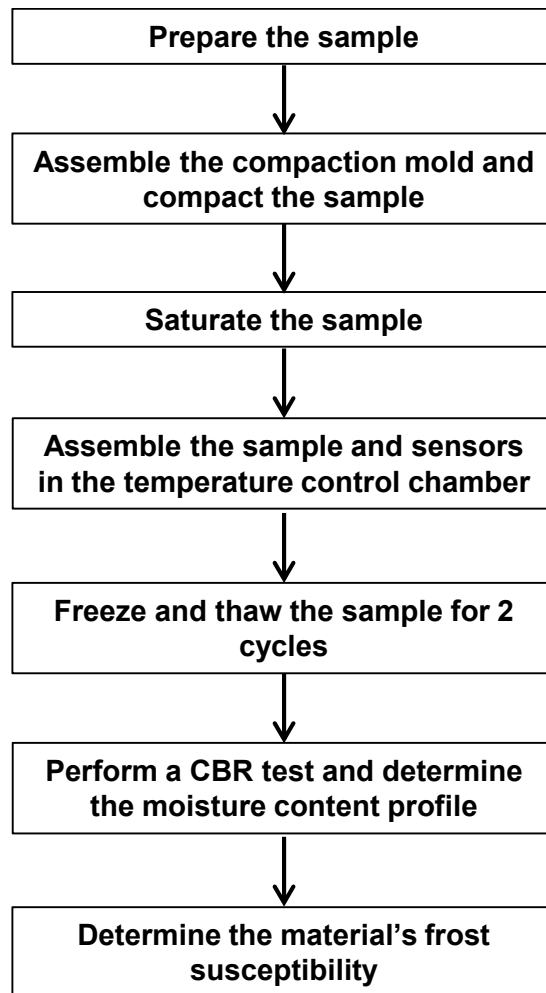 Prepare the sample
Assemble the compaction mold and
compact the sample
Saturate the sample
Assemble the sample and sensors
in the temperature control chamber
Freeze and thaw the sample for 2
cycles
Perform a CBR test and determine
the moisture content profile
Determine the material’s frost
susceptibility